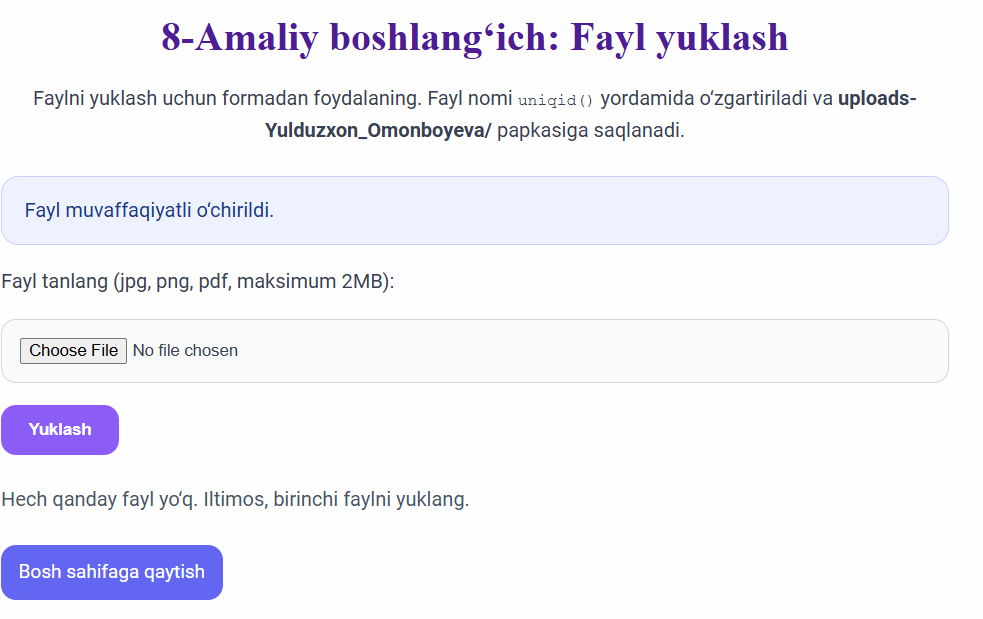 8-Amaliy boshlang‘ich: Fayl yuklash
Faylni yuklash uchun formadan foydalaning. Fayl nomi uniqid() yordamida o‘zgartiriladi va uploads-
Yulduzxon_Omonboyeva/ papkasiga saqlanadi.
Fayl muvaffaqiyatli o‘chirildi.
Fayl tanlang (jpg, png, pdf, maksimum 2MB):
Choose File No file chosen
Yuklash
Hech qanday fayl yo‘q. Iltimos, birinchi faylni yuklang.
Bosh sahifaga qaytish